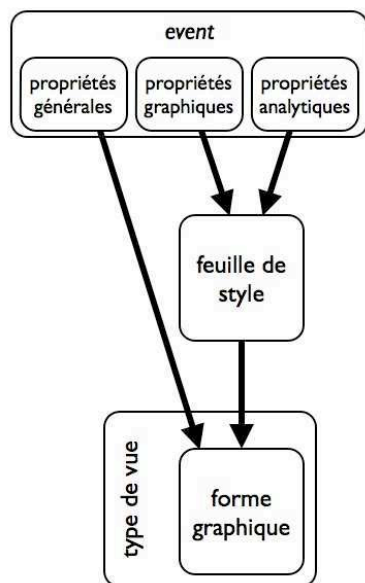 event
propriétés
générales
propriétés
graphiques
propriétés
analytiques
feuille de
style
type de vue
forme
graphique